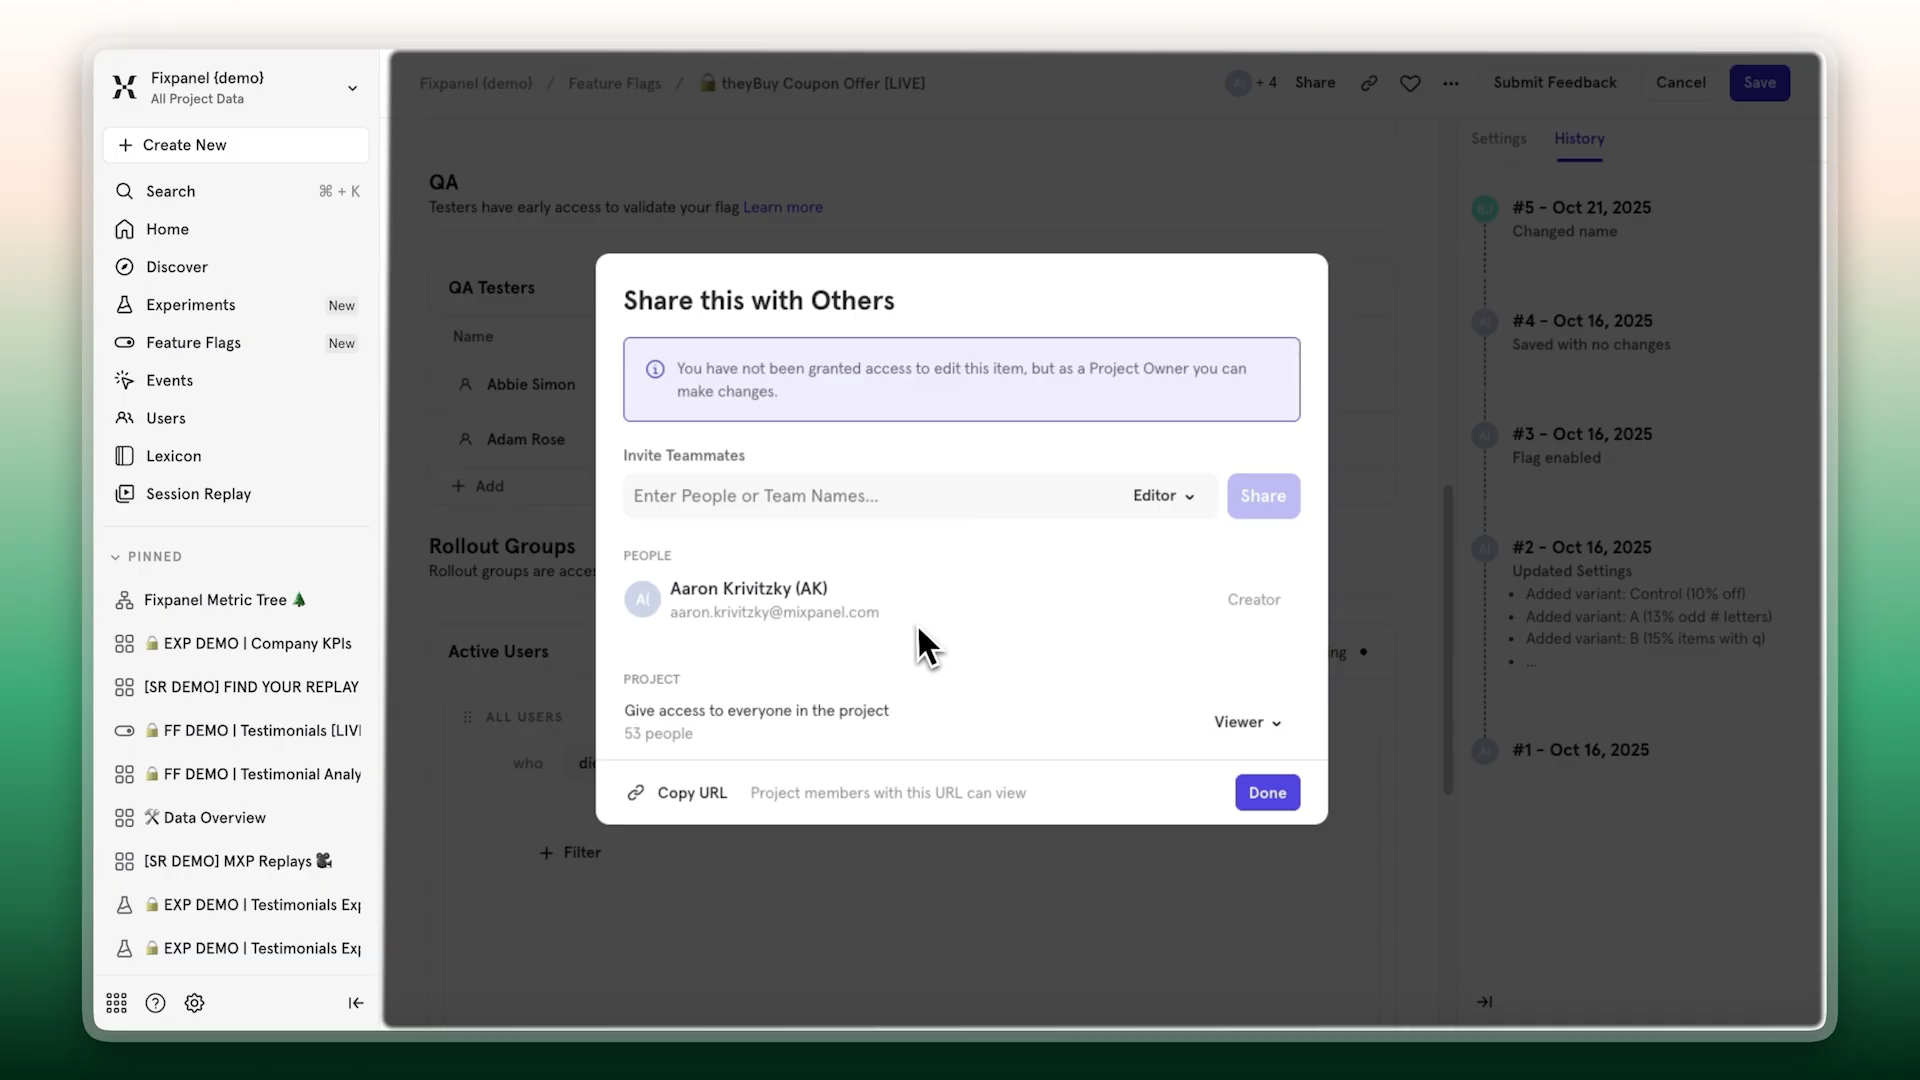 Fixpanel {demo}
All Project Data
Create New
Search ⌘ + K
Home
Discover
Experiments New
Feature Flags New
Events
Users
Lexicon
Session Replay
PINNED
Fixpanel Metric Tree 🌲
🔒 EXP DEMO | Company KPIs
[SR DEMO] FIND YOUR REPLAY
🔒 FF DEMO | Testimonials [LIV
🔒 FF DEMO | Testimonial Analy
🛠 Data Overview
[SR DEMO] MXP Replays 🎥
🔒 EXP DEMO | Testimonials Exp
🔒 EXP DEMO | Testimonials Exp
Fixpanel {demo} / Feature Flags / 🔒 theyBuy Coupon Offer [LIVE]
+ 4 Share ... Submit Feedback Cancel Save
QA
Testers have early access to validate your flag Learn more
QA Testers
Name
Abbie Simon
Adam Rose
+ Add
Rollout Groups
Rollout groups are acce
Active Users
ng
ALL USERS
who di
+ Filter
Share this with Others
You have not been granted access to edit this item, but as a Project Owner you can
make changes.
Invite Teammates
Enter People or Team Names... Editor Share
PEOPLE
A(
Aaron Krivitzky (AK)
aaron.krivitzky@mixpanel.com
Creator
PROJECT
Give access to everyone in the project
53 people
Viewer
Copy URL Project members with this URL can view Done
Settings History
#5 - Oct 21, 2025
Changed name
#4 - Oct 16, 2025
Saved with no changes
#3 - Oct 16, 2025
Flag enabled
#2 - Oct 16, 2025
Updated Settings
• Added variant: Control (10% off)
• Added variant: A (13% odd # letters)
• Added variant: B (15% items with q)
• ...
#1 - Oct 16, 2025